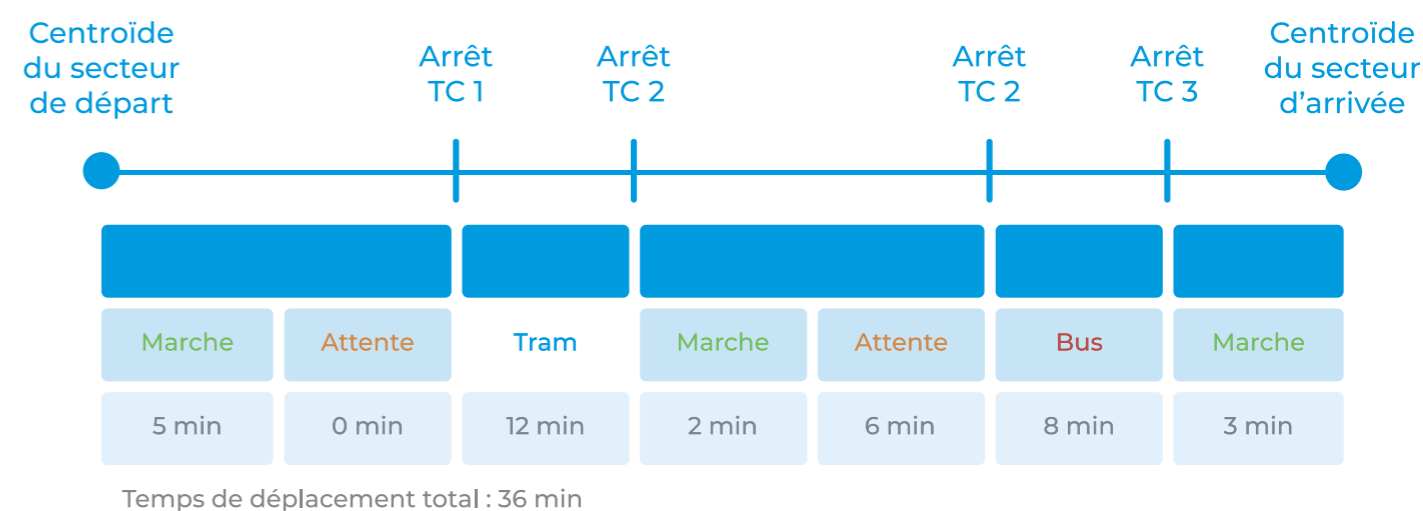 Centroïde
du secteur
de départ
Arrêt
TC 1
Arrêt
TC 2
Arrêt
TC 2
Arrêt
TC 3
Centroïde
du secteur
d'arrivée
Marche
Attente
Tram
Marche
Attente
Bus
Marche
5 min
0 min
12 min
2 min
6 min
8 min
3 min
Temps de déplacement total : 36 min